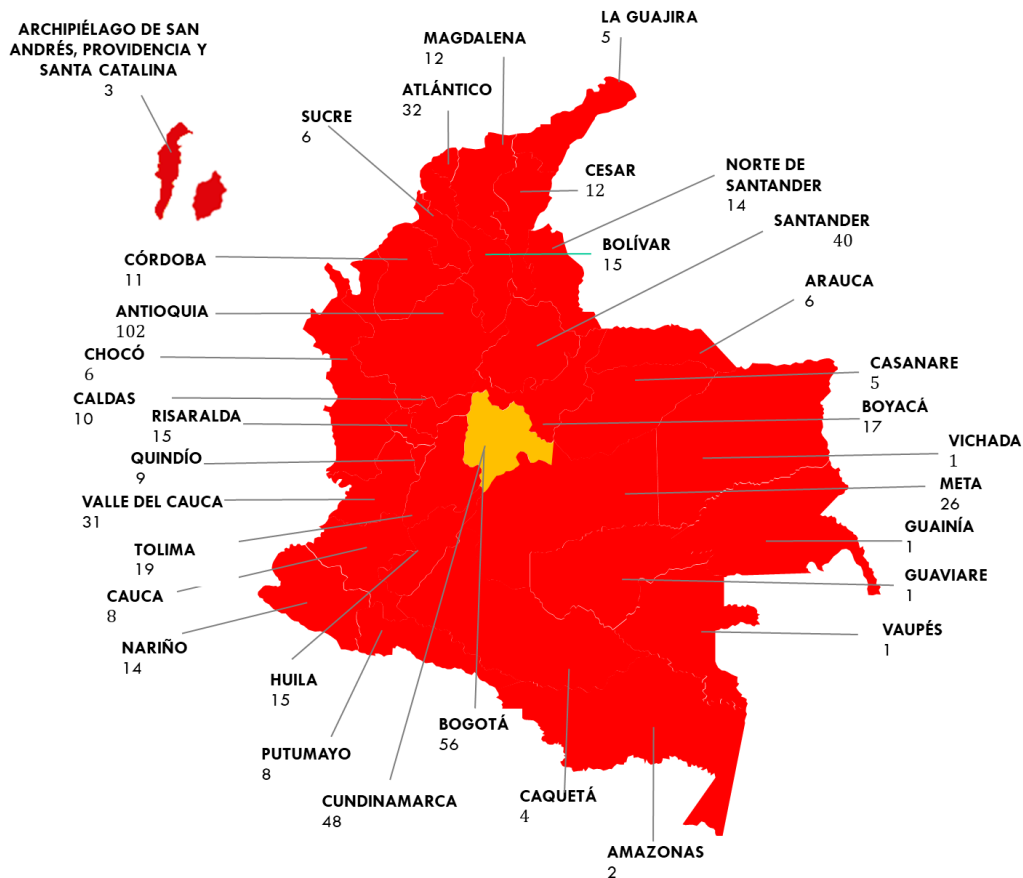 ARCHIPIÉLAGO DE SAN
ANDRÉS, PROVIDENCIA Y
SANTA CATALINA
3
LA GUAJIRA
5
MAGDALENA
12
ATLÁNTICO
32
SUCRE
6
CESAR
12
NORTE DE
SANTANDER
14
SANTANDER
40
BOLÍVAR
15
CÓRDOBA
11
ARAUCA
6
ANTIOQUIA
102
CHOCÓ
6
CASANARE
5
CALDAS
10
BOYACÁ
17
RISARALDA
15
VICHADA
1
QUINDÍO
9
META
26
VALLE DEL CAUCA
31
GUAINÍA
1
TOLIMA
19
GUAVIARE
1
CAUCA
8
VAUPÉS
1
NARIÑO
14
HUILA
15
BOGOTÁ
56
PUTUMAYO
8
CUNDINAMARCA
48
CAQUETÁ
4
AMAZONAS
2